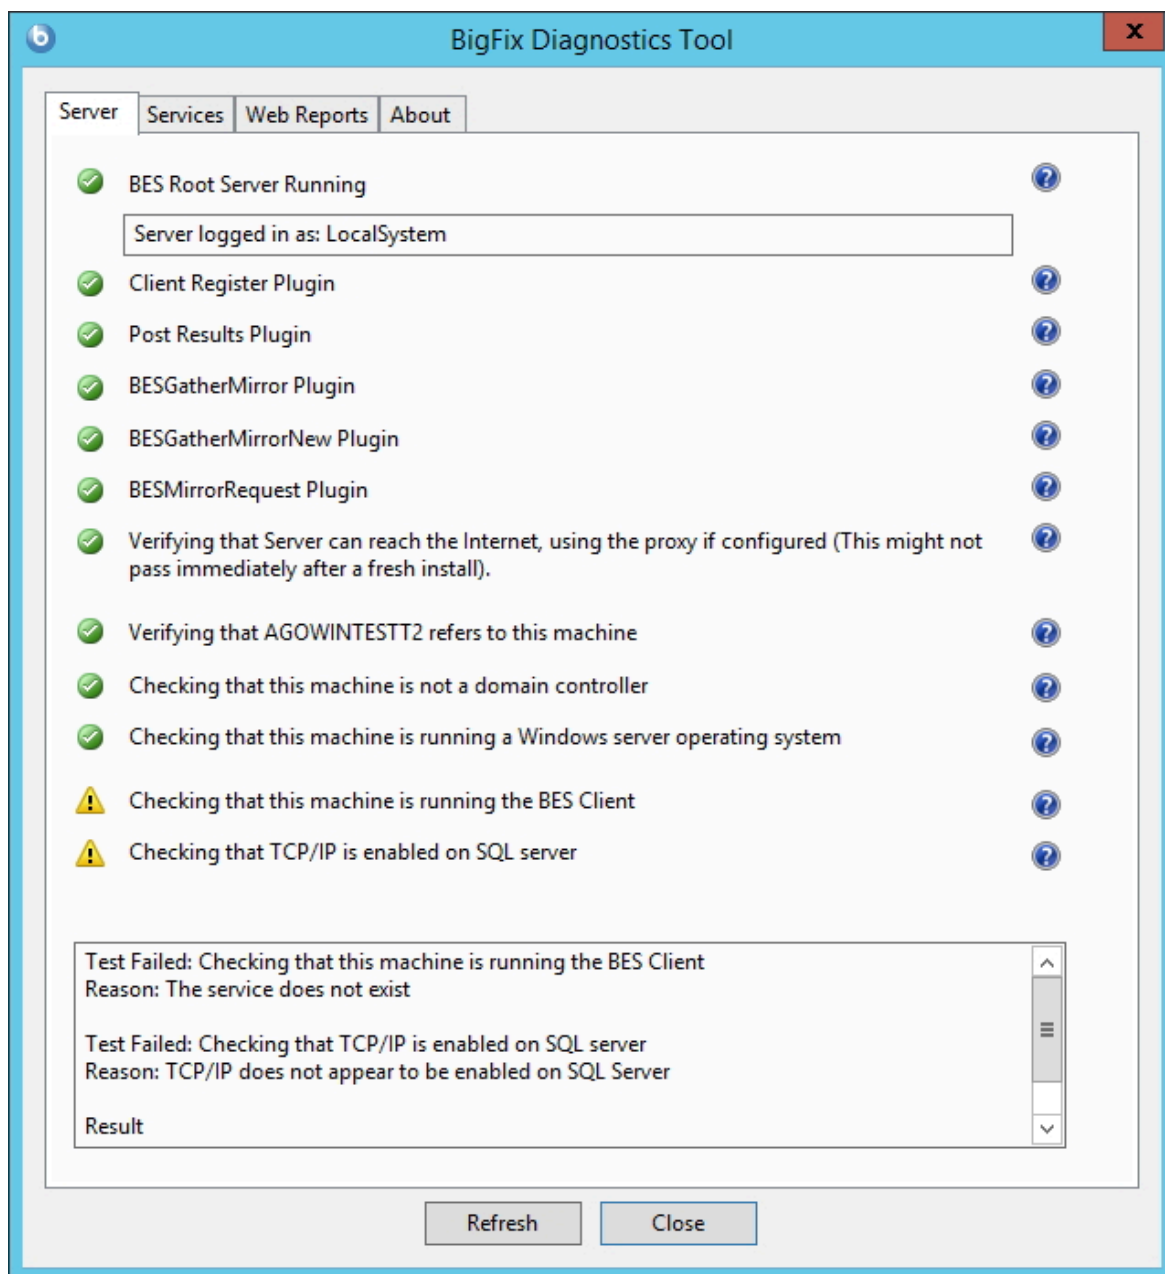 BigFix Diagnostics Tool
Server
Services
Web Reports
About
BES Root Server Running
Server logged in as: LocalSystem
Client Register Plugin
Post Results Plugin
BESGatherMirror Plugin
BESGatherMirrorNew Plugin
BESMirrorRequest Plugin
Verifying that Server can reach the Internet, using the proxy if configured (This might not
pass immediately after a fresh install).
Verifying that AGOWINTESTT2 refers to this machine
Checking that this machine is not a domain controller
Checking that this machine is running a Windows server operating system
Checking that this machine is running the BES Client
Checking that TCP/IP is enabled on SQL server
Test Failed: Checking that this machine is running the BES Client
Reason: The service does not exist
Test Failed: Checking that TCP/IP is enabled on SQL server
Reason: TCP/IP does not appear to be enabled on SQL Server
Result
Refresh
Close